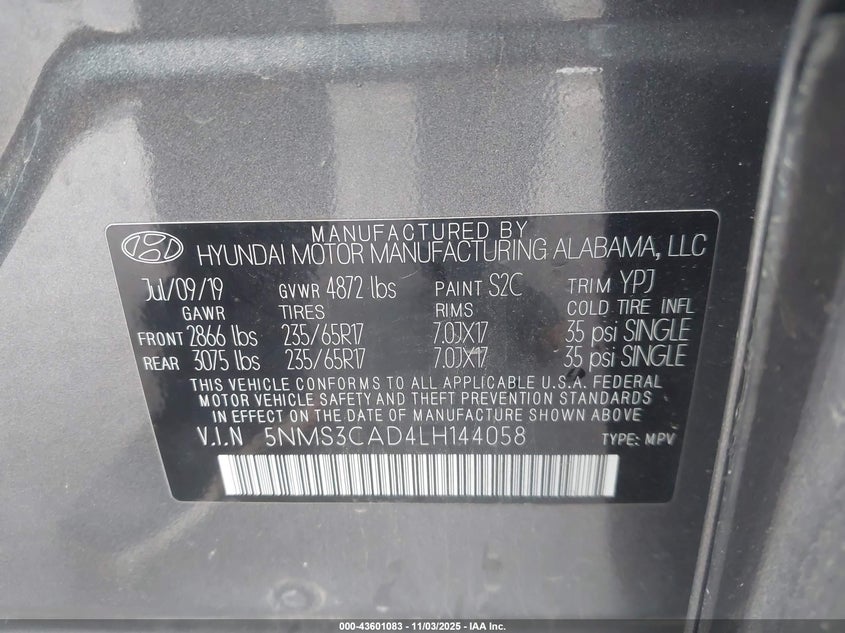 MANUFACTURED BY
HYUNDAI MOTOR MANUFACTURING ALABAMA, LLC
Jul/09/19 GVWR 4872 lbs PAINT S2C TRIM YPJ
GAWR TIRES RIMS COLD TIRE INFL
FRONT 2866 lbs 235/65R17 7.0JX17 35 psi SINGLE
REAR 3075 lbs 235/65R17 7.0JX17 35 psi SINGLE
THIS VEHICLE CONFORMS TO ALL APPLICABLE U.S.A. FEDERAL
MOTOR VEHICLE SAFETY AND THEFT PREVENTION STANDARDS
IN EFFECT ON THE DATE OF MANUFACTURE SHOWN ABOVE
V.I.N 5NMS3CAD4LH144058 TYPE: MPV
000-43601083 - 11/03/2025 - IAA Inc.